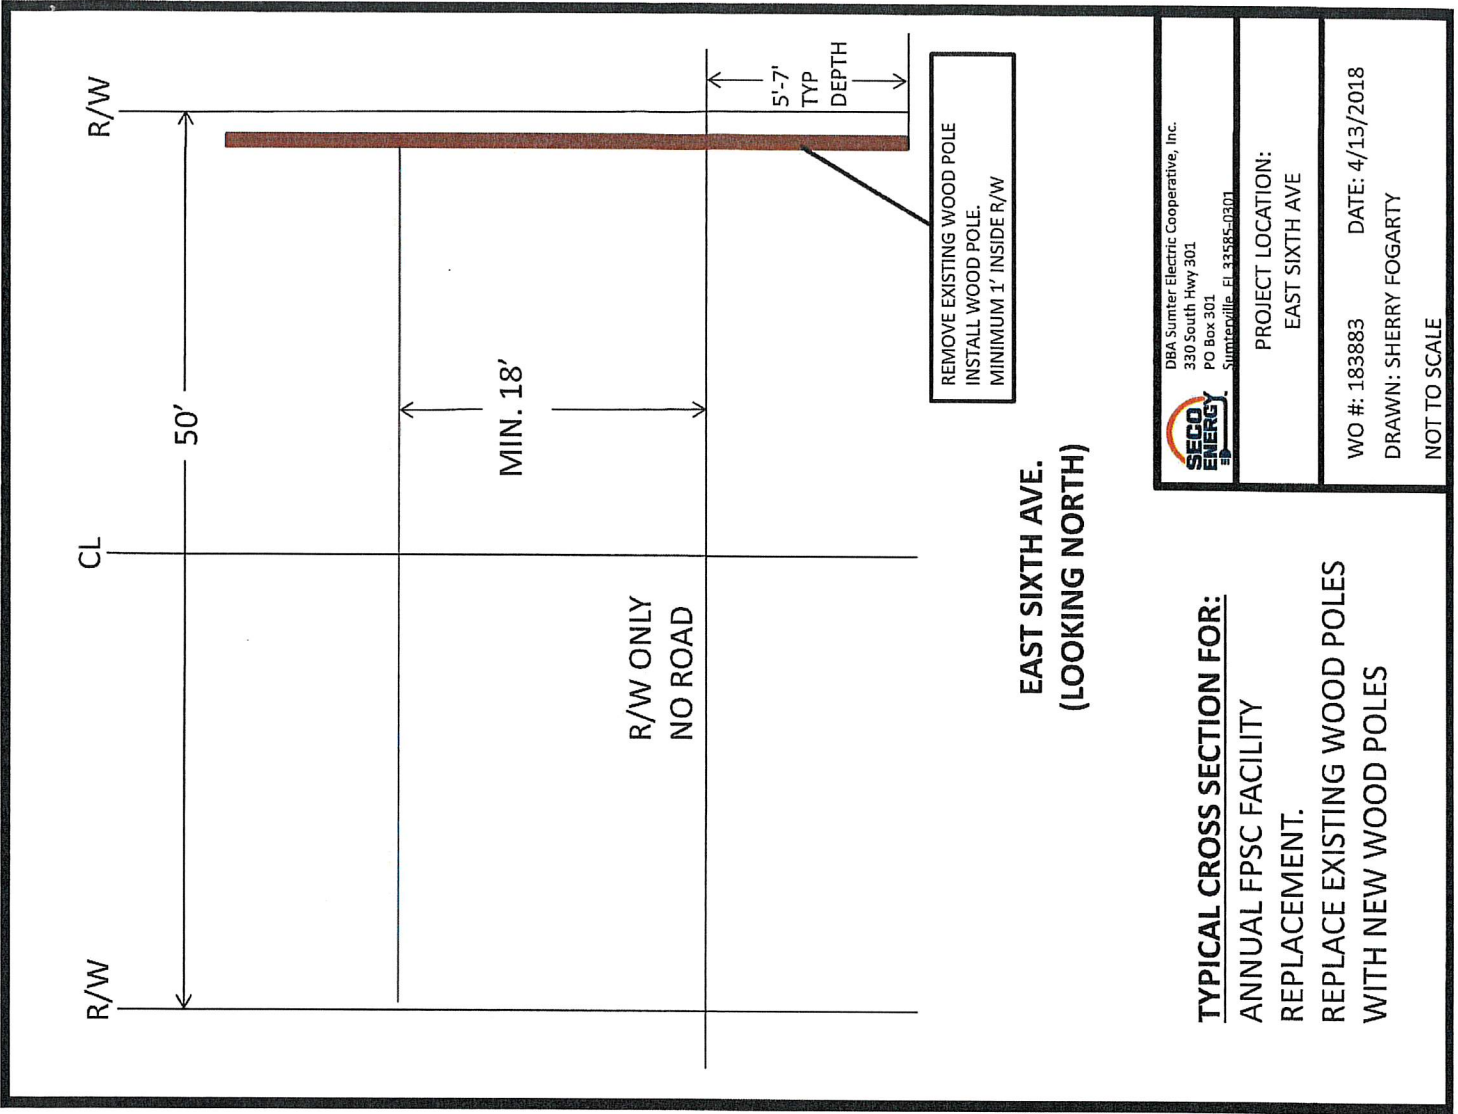 R/W
CL
R/W
50'
MIN. 18'
5'-7'
TYP
DEPTH
R/W ONLY
NO ROAD
REMOVE EXISTING WOOD POLE
INSTALL WOOD POLE.
MINIMUM 1' INSIDE R/W
EAST SIXTH AVE.
(LOOKING NORTH)
TYPICAL CROSS SECTION FOR:
ANNUAL FPSC FACILITY
REPLACEMENT.
REPLACE EXISTING WOOD POLES
WITH NEW WOOD POLES
SECO
ENERGY
DBA Sumter Electric Cooperative, Inc.
330 South Hwy 301
PO Box 301
Sumterville, FL 33585-0301
PROJECT LOCATION:
EAST SIXTH AVE
WO #: 183883 DATE: 4/13/2018
DRAWN: SHERRY FOGARTY
NOT TO SCALE